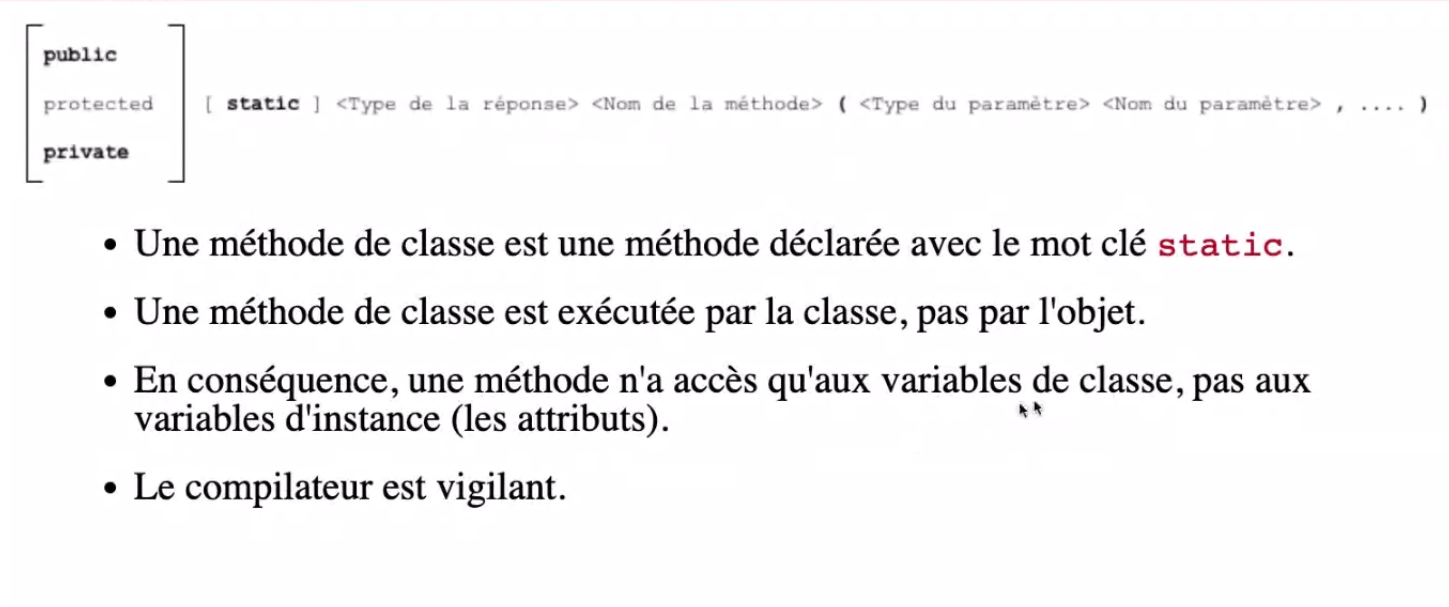 public
protected [ static ] <Type de la réponse> <Nom de la méthode> ( <Type du paramètre> <Nom du paramètre> , .... )
private
• Une méthode de classe est une méthode déclarée avec le mot clé static.
• Une méthode de classe est exécutée par la classe, pas par l'objet.
• En conséquence, une méthode n'a accès qu'aux variables de classe, pas aux
variables d'instance (les attributs).
• Le compilateur est vigilant.